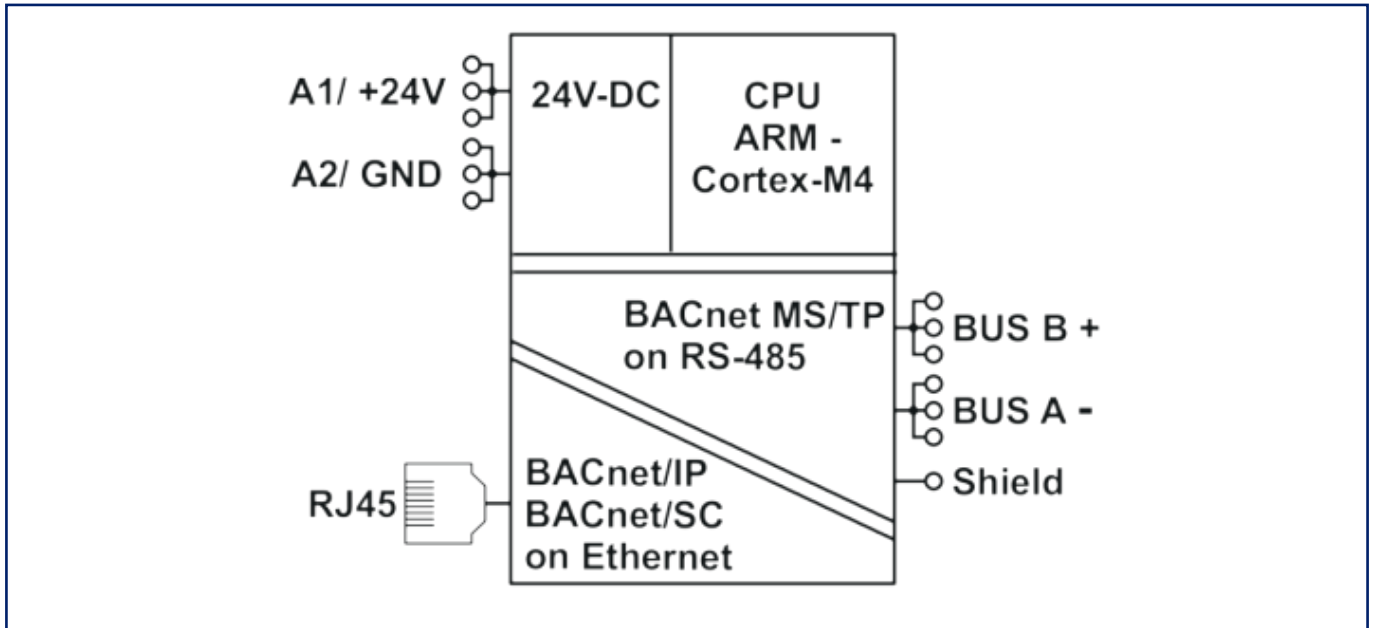 A1/ +24V
24V-DC
CPU
ARM -
Cortex-M4
A2/ GND
BACnet MS/TP
on RS-485
BUS B +
BUS A -
Shield
RJ45
BACnet/IP
BACnet/SC
on Ethernet